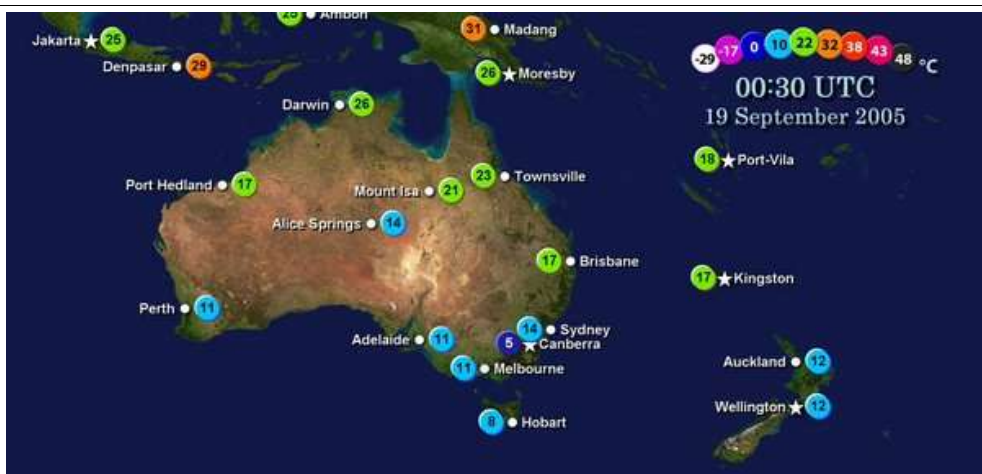 25 Ambon
31 Madang
Jakarta 25
-29 -17 0 10 22 32 38 43 48 °C
Denpasar 29
26 Moresby
00:30 UTC
Darwin 26
19 September 2005
18 Port-Vila
23 Townsville
Port Hedland 17
Mount Isa 21
Alice Springs 14
17 Brisbane
17 Kingston
Perth 11
14 Sydney
Adelaide 11
5 Canberra
Auckland 12
11 Melbourne
Wellington 12
8 Hobart